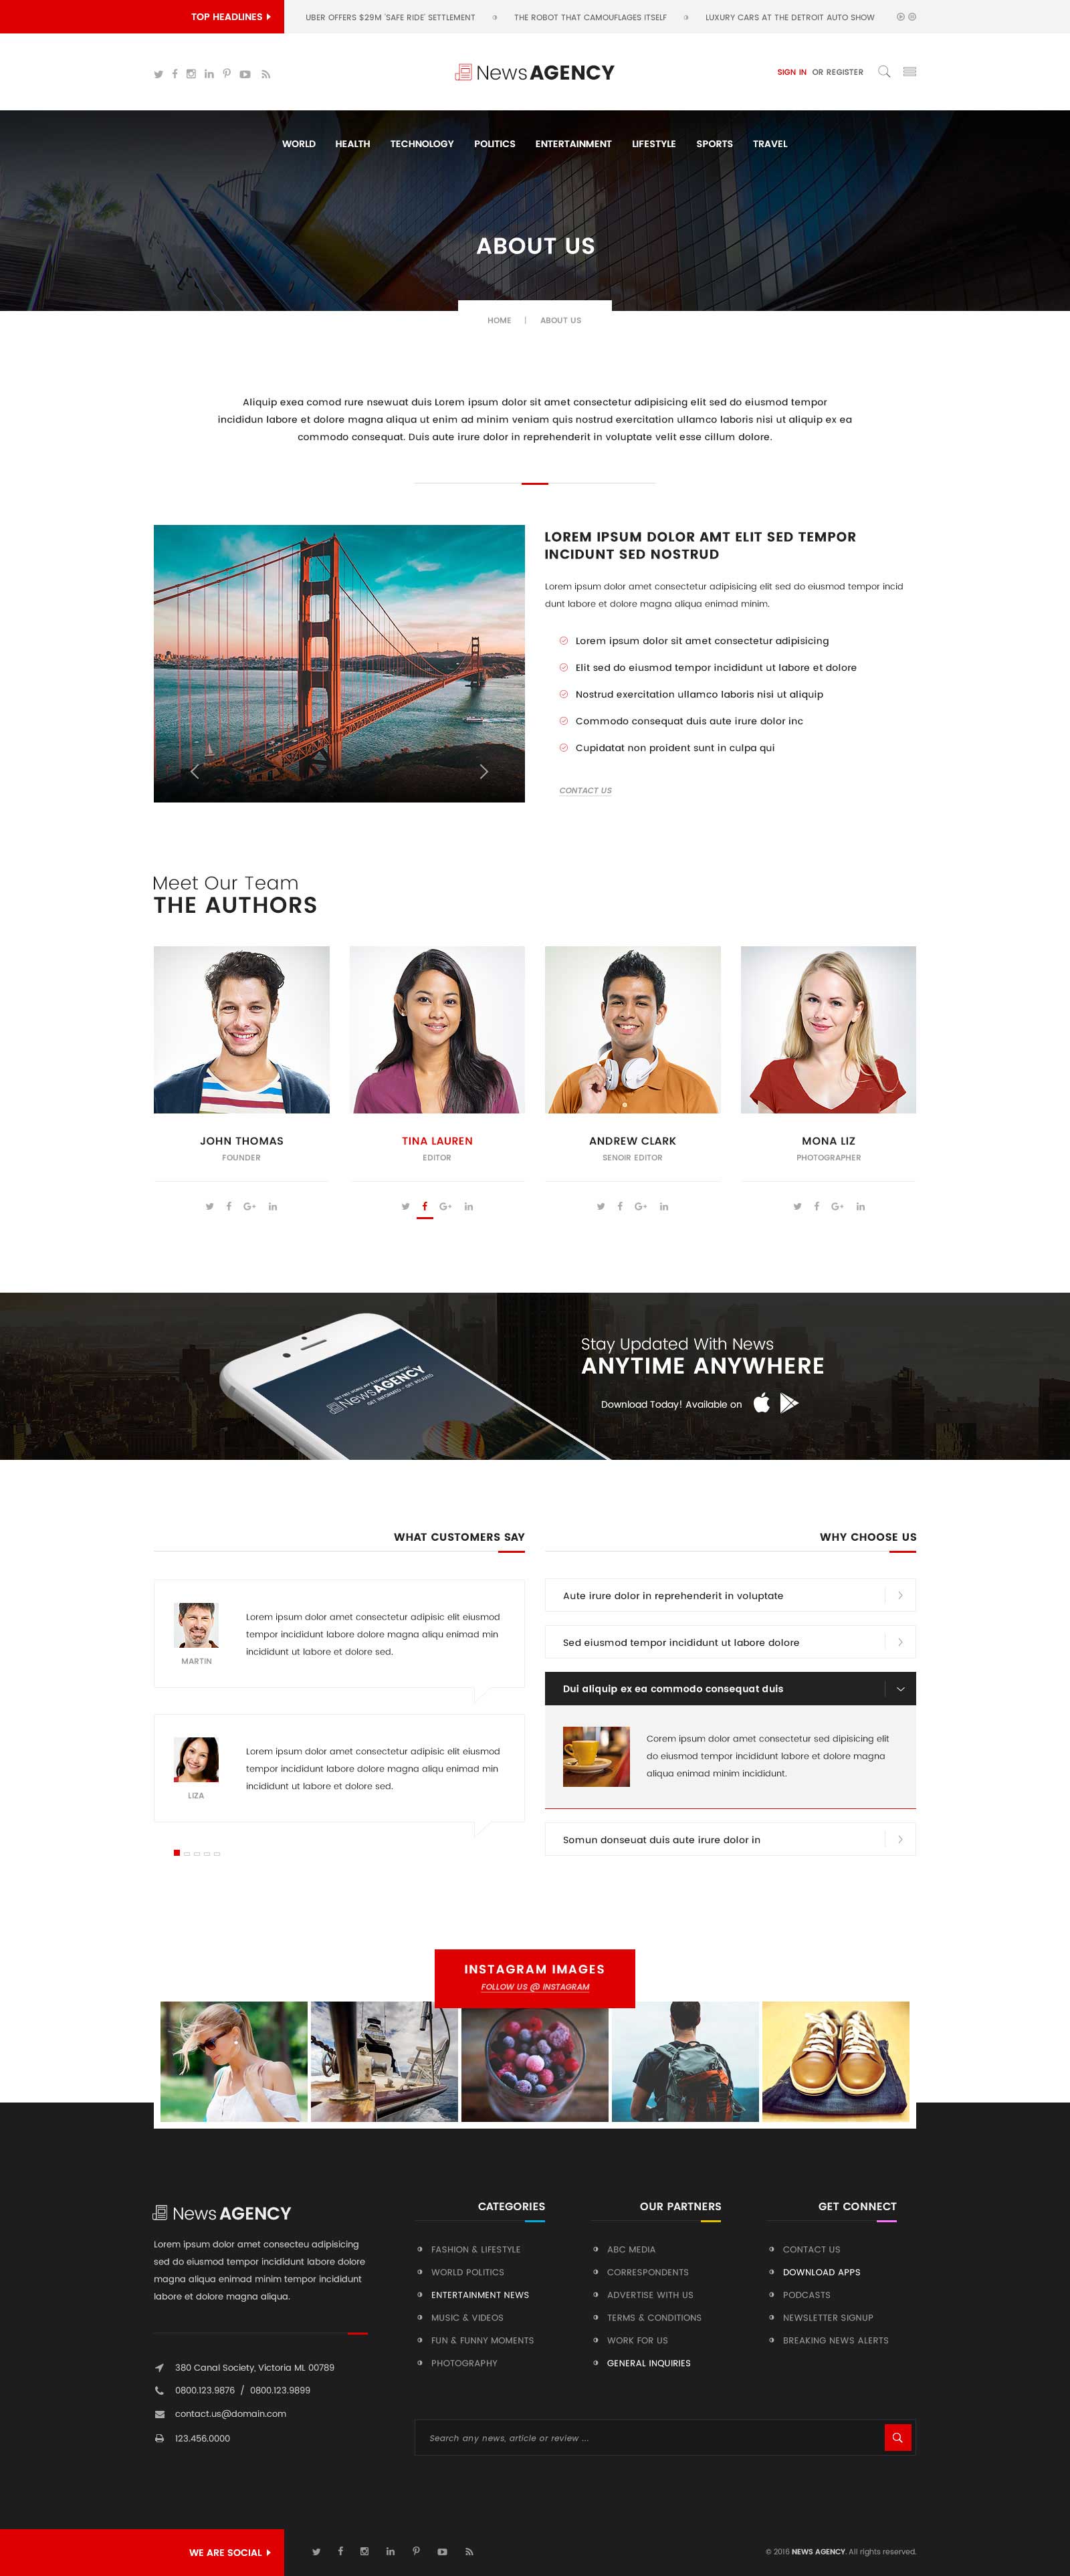 TOP HEADLINES
UBER OFFERS $29M 'SAFE RIDE' SETTLEMENT
THE ROBOT THAT CAMOUFLAGES ITSELF
LUXURY CARS AT THE DETROIT AUTO SHOW
News AGENCY
SIGN IN OR REGISTER
WORLD HEALTH TECHNOLOGY POLITICS ENTERTAINMENT LIFESTYLE SPORTS TRAVEL
ABOUT US
HOME | ABOUT US
Aliquip exea comod rure nsewuat duis Lorem ipsum dolor sit amet consectetur adipisicing elit sed do eiusmod tempor
incididun labore et dolore magna aliqua ut enim ad minim veniam quis nostrud exercitation ullamco laboris nisi ut aliquip ex ea
commodo consequat. Duis aute irure dolor in reprehenderit in voluptate velit esse cillum dolore.
LOREM IPSUM DOLOR AMT ELIT SED TEMPOR
INCIDUNT SED NOSTRUD
Lorem ipsum dolor amet consectetur adipisicing elit sed do eiusmod tempor incid
dunt labore et dolore magna aliqua enimad minim.
Lorem ipsum dolor sit amet consectetur adipisicing
Elit sed do eiusmod tempor incididunt ut labore et dolore
Nostrud exercitation ullamco laboris nisi ut aliquip
Commodo consequat duis aute irure dolor inc
Cupidatat non proident sunt in culpa qui
CONTACT US
Meet Our Team
THE AUTHORS
JOHN THOMAS
FOUNDER
TINA LAUREN
EDITOR
ANDREW CLARK
SENOIR EDITOR
MONA LIZ
PHOTOGRAPHER
NewsAGENCY
Stay Updated With News
ANYTIME ANYWHERE
Download Today! Available on
WHAT CUSTOMERS SAY
Lorem ipsum dolor amet consectetur adipisic elit eiusmod
tempor incididunt labore dolore magna aliqu enimad min
incididunt ut labore et dolore sed.
MARTIN
Lorem ipsum dolor amet consectetur adipisic elit eiusmod
tempor incididunt labore dolore magna aliqu enimad min
incididunt ut labore et dolore sed.
LIZA
WHY CHOOSE US
Aute irure dolor in reprehenderit in voluptate
Sed eiusmod tempor incididunt ut labore dolore
Dui aliquip ex ea commodo consequat duis
Corem ipsum dolor amet consectetur sed dipisicing elit
do eiusmod tempor incididunt labore et dolore magna
aliqua enimad minim incididunt.
Somun donseuat duis aute irure dolor in
INSTAGRAM IMAGES
FOLLOW US @ INSTAGRAM
News AGENCY
Lorem ipsum dolor amet consecteu adipisicing
sed do eiusmod tempor incididunt labore dolore
magna aliqua enimad minim tempor incididunt
labore et dolore magna aliqua.
380 Canal Society, Victoria ML 00789
0800.123.9876 / 0800.123.9899
contact.us@domain.com
123.456.0000
CATEGORIES
FASHION & LIFESTYLE
WORLD POLITICS
ENTERTAINMENT NEWS
MUSIC & VIDEOS
FUN & FUNNY MOMENTS
PHOTOGRAPHY
OUR PARTNERS
ABC MEDIA
CORRESPONDENTS
ADVERTISE WITH US
TERMS & CONDITIONS
WORK FOR US
GENERAL INQUIRIES
GET CONNECT
CONTACT US
DOWNLOAD APPS
PODCASTS
NEWSLETTER SIGNUP
BREAKING NEWS ALERTS
Search any news, article or review ...
WE ARE SOCIAL
© 2016 NEWS AGENCY. All rights reserved.